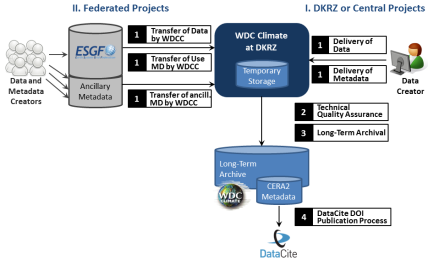 II. Federated Projects
I. DKRZ or Central Projects
ESGF
Ancillary
Metadata
Data and
Metadata
Creators
1 Transfer of Data
by WDCC
1 Transfer of Use
MD by WDCC
1 Transfer of ancill.
MD by WDCC
WDC Climate
at DKRZ
Temporary
Storage
1 Delivery of
Data
1 Delivery of
Metadata
Data
Creator
2 Technical
Quality Assurance
3 Long-Term Archival
Long-Term
Archive
WDC
CLIMATE
CERA2
Metadata
4 DataCite DOI
Publication Process
DataCite